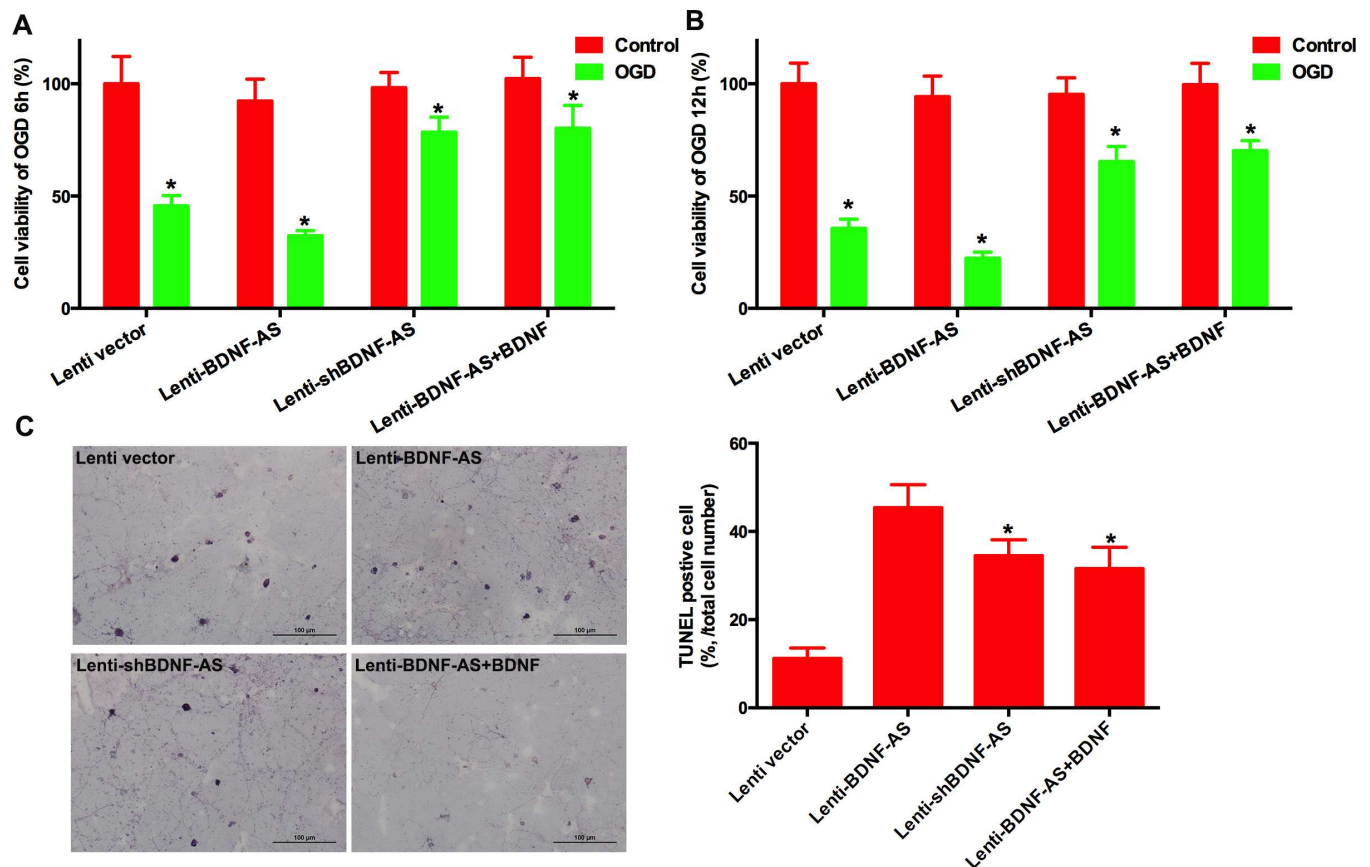 A
Cell viability of OGD 6h (%)
100
50
0
Control
OGD
*
*
*
*
Lenti vector
Lenti-BDNF-AS
Lenti-shBDNF-AS
Lenti-BDNF-AS+BDNF
B
Cell viability of OGD 12h (%)
100
50
0
Control
OGD
*
*
*
*
Lenti vector
Lenti-BDNF-AS
Lenti-shBDNF-AS
Lenti-BDNF-AS+BDNF
C
Lenti vector
100 µm
Lenti-BDNF-AS
100 µm
Lenti-shBDNF-AS
100 µm
Lenti-BDNF-AS+BDNF
100 µm
TUNEL postive cell
(%, /total cell number)
60
40
20
0
*
*
Lenti vector
Lenti-BDNF-AS
Lenti-shBDNF-AS
Lenti-BDNF-AS+BDNF